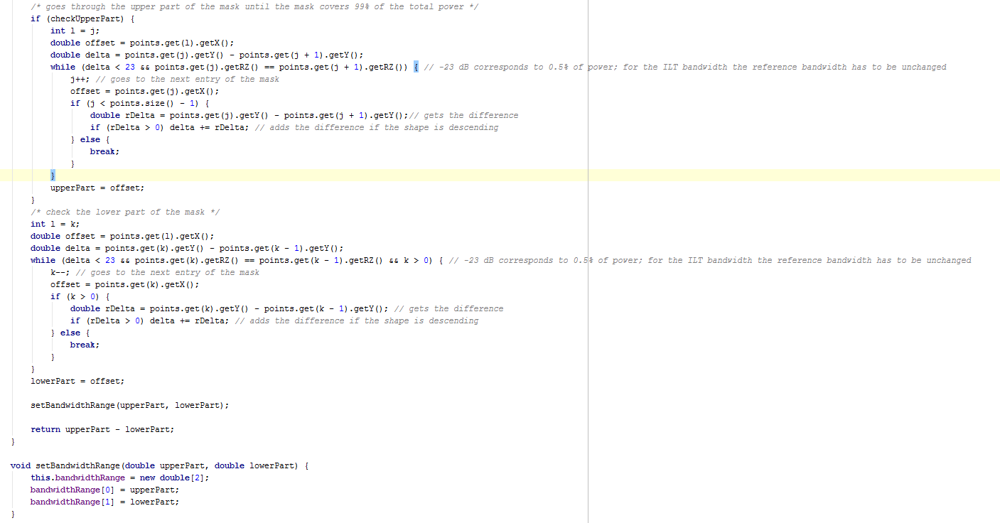 /* goes through the upper part of the mask until the mask covers 99% of the total power */
if (checkUpperPart) {
int l = j;
double offset = points.get(l).getX();
double delta = points.get(j).getY() - points.get(j + 1).getY();
while (delta < 23 && points.get(j).getRZ() == points.get(j + 1).getRZ()) { // -23 dB corresponds to 0.5% of power; for the ILT bandwidth the reference bandwidth has to be unchanged
j++; // goes to the next entry of the mask
offset = points.get(j).getX();
if (j < points.size() - 1) {
double rDelta = points.get(j).getY() - points.get(j + 1).getY();// gets the difference
if (rDelta > 0) delta += rDelta; // adds the difference if the shape is descending
} else {
break;
}
}
upperPart = offset;
}
/* check the lower part of the mask */
int l = k;
double offset = points.get(l).getX();
double delta = points.get(k).getY() - points.get(k - 1).getY();
while (delta < 23 && points.get(k).getRZ() == points.get(k - 1).getRZ() && k > 0) { // -23 dB corresponds to 0.5% of power; for the ILT bandwidth the reference bandwidth has to be unchanged
k--; // goes to the next entry of the mask
offset = points.get(k).getX();
if (k > 0) {
double rDelta = points.get(k).getY() - points.get(k - 1).getY(); // gets the difference
if (rDelta > 0) delta += rDelta; // adds the difference if the shape is descending
} else {
break;
}
}
lowerPart = offset;
setBandwidthRange(upperPart, lowerPart);
return upperPart - lowerPart;
}
void setBandwidthRange(double upperPart, double lowerPart) {
this.bandwidthRange = new double[2];
bandwidthRange[0] = upperPart;
bandwidthRange[1] = lowerPart;
}